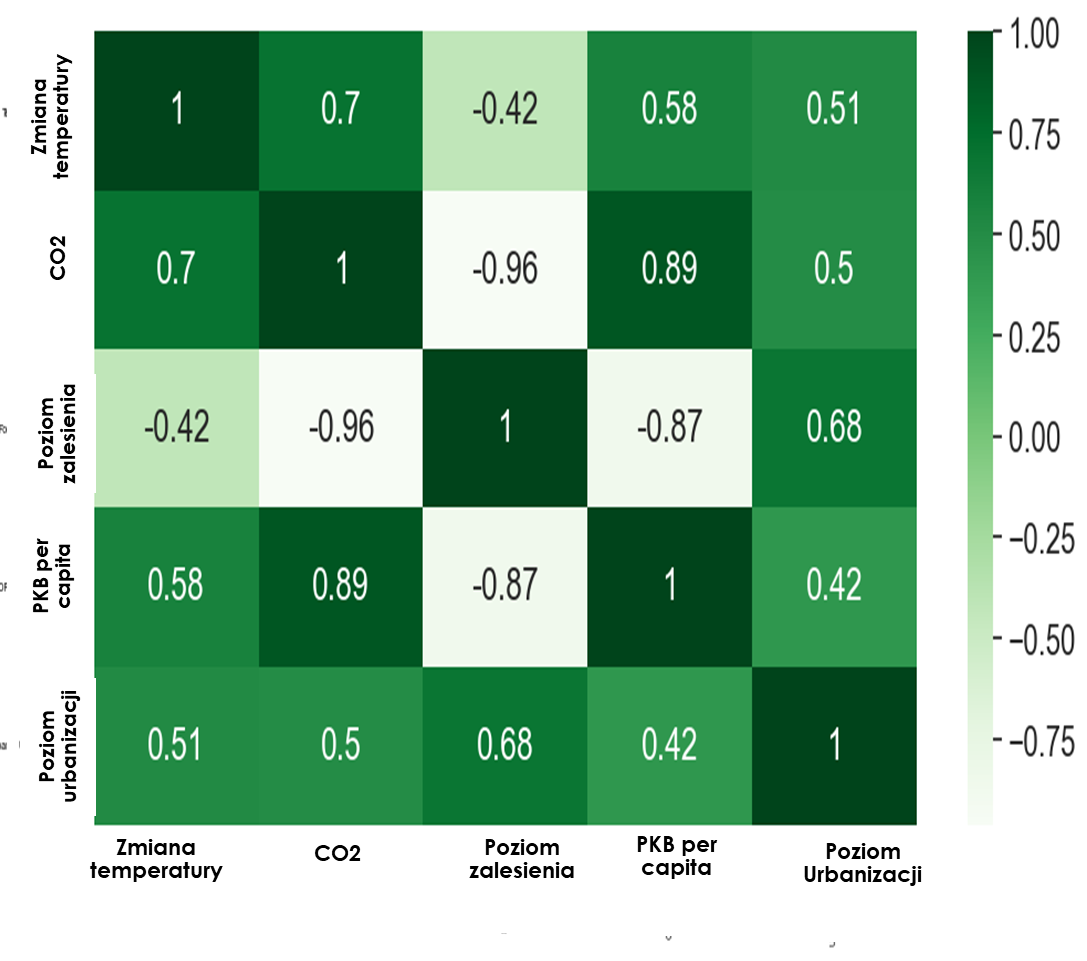 Zmiana
temperatury
1
0.7
-0.42
0.58
0.51
1.00
0.75
0.50
0.25
0.00
−0.25
−0.50
−0.75
CO2
0.7
1
-0.96
0.89
0.5
Poziom
zalesienia
-0.42
-0.96
1
-0.87
0.68
PKB per
capita
0.58
0.89
-0.87
1
0.42
Poziom
urbanizacji
0.51
0.5
0.68
0.42
1
Zmiana
temperatury
CO2
Poziom
zalesienia
PKB per
capita
Poziom
Urbanizacji